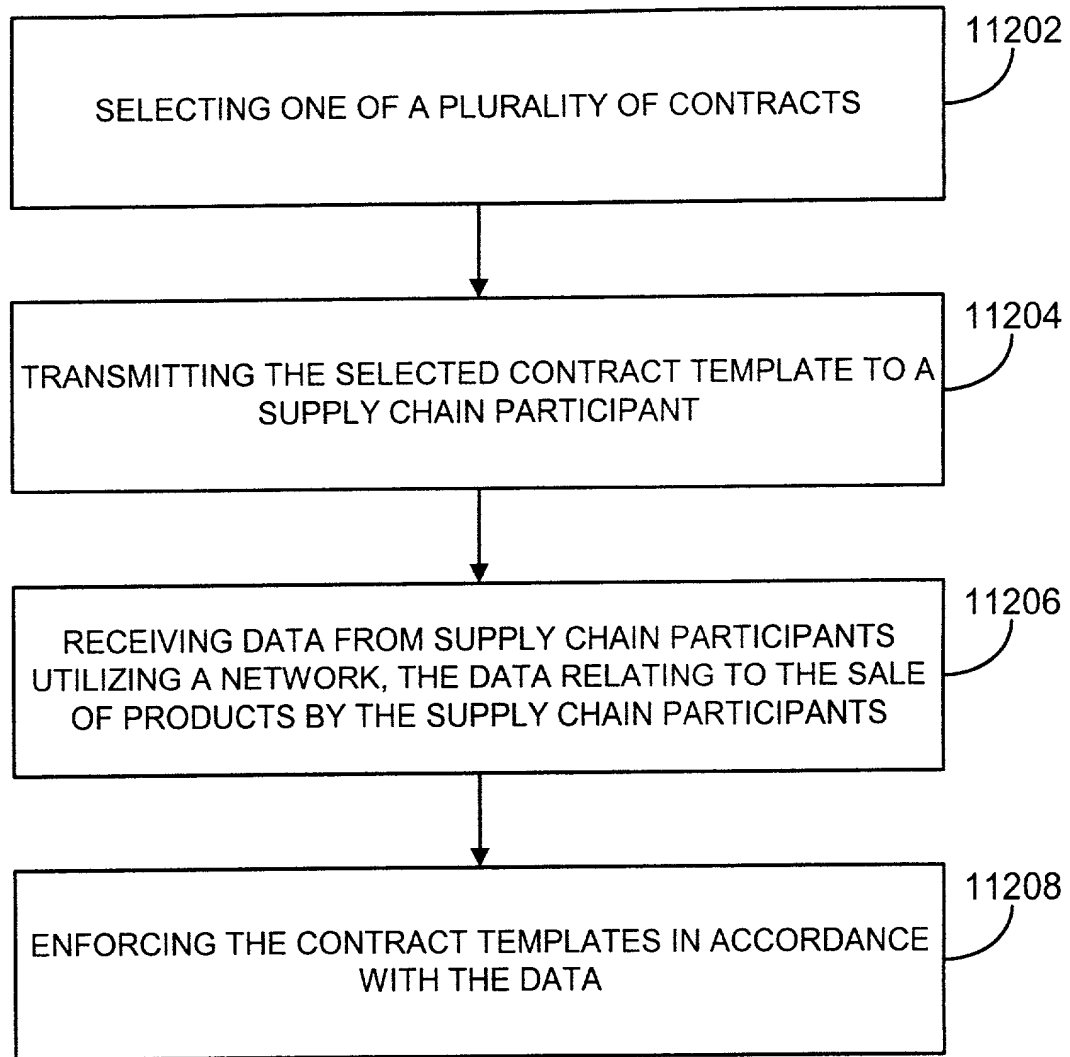 11202
SELECTING ONE OF A PLURALITY OF CONTRACTS
11204
TRANSMITTING THE SELECTED CONTRACT TEMPLATE TO A
SUPPLY CHAIN PARTICIPANT
11206
RECEIVING DATA FROM SUPPLY CHAIN PARTICIPANTS
UTILIZING A NETWORK, THE DATA RELATING TO THE SALE
OF PRODUCTS BY THE SUPPLY CHAIN PARTICIPANTS
11208
ENFORCING THE CONTRACT TEMPLATES IN ACCORDANCE
WITH THE DATA